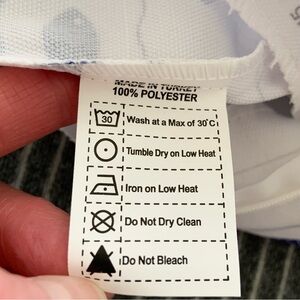 MADE IN TURKEY
100% POLYESTER
30 Wash at a Max of 30°C
Tumble Dry on Low Heat
Iron on Low Heat
Do Not Dry Clean
Do Not Bleach